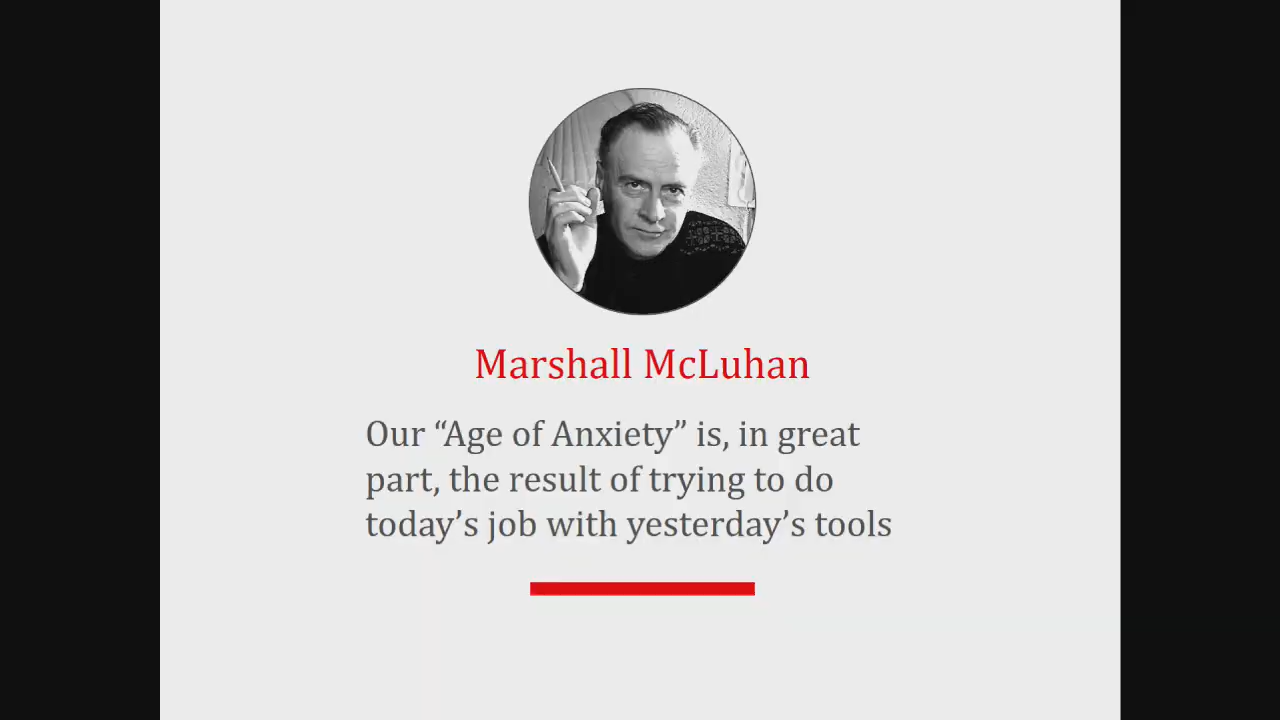 Marshall McLuhan
Our “Age of Anxiety” is, in great
part, the result of trying to do
today’s job with yesterday’s tools